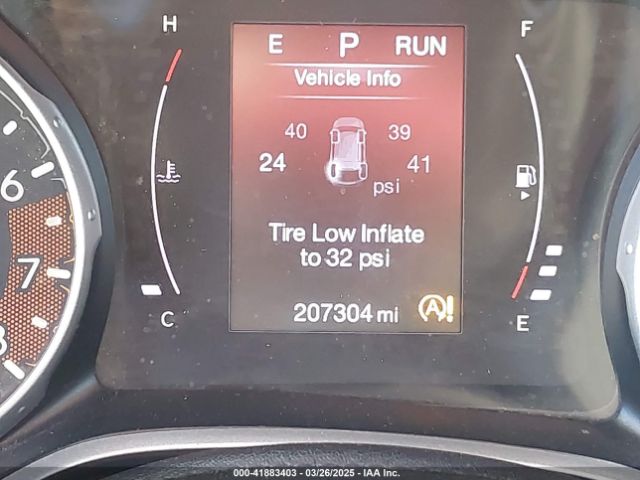 H
F
E P RUN
Vehicle Info
40 39
24 41
psi
Tire Low Inflate
to 32 psi
207304 mi A!
C
E
6
7
8
000-41883403 - 03/26/2025 - IAA Inc.